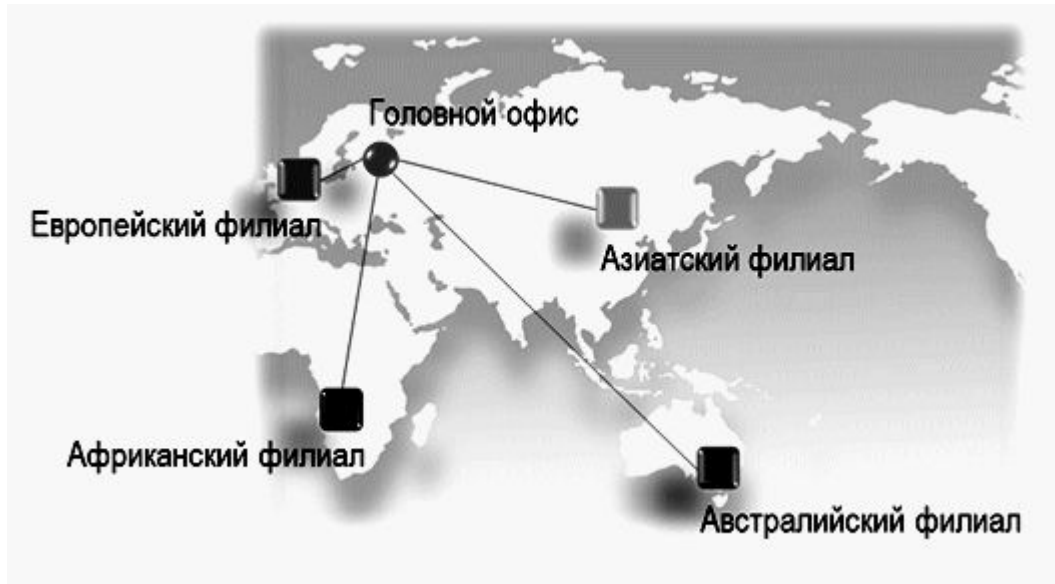 Головной офис
Европейский филиал
Азиатский филиал
Африканский филиал
Австралийский филиал